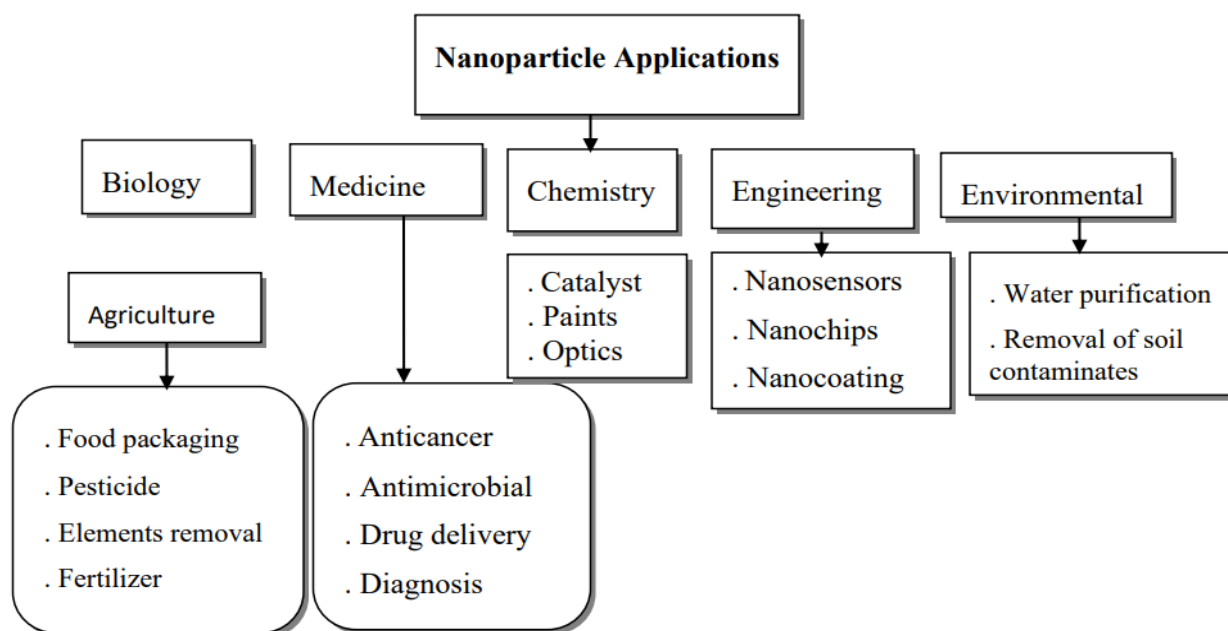 Nanoparticle Applications
Biology
Medicine
Chemistry
Engineering
Environmental
Agriculture
. Food packaging
. Pesticide
. Elements removal
. Fertilizer
. Anticancer
. Antimicrobial
. Drug delivery
. Diagnosis
. Catalyst
. Paints
. Optics
. Nanosensors
. Nanochips
. Nanocoating
. Water purification
. Removal of soil
contaminates